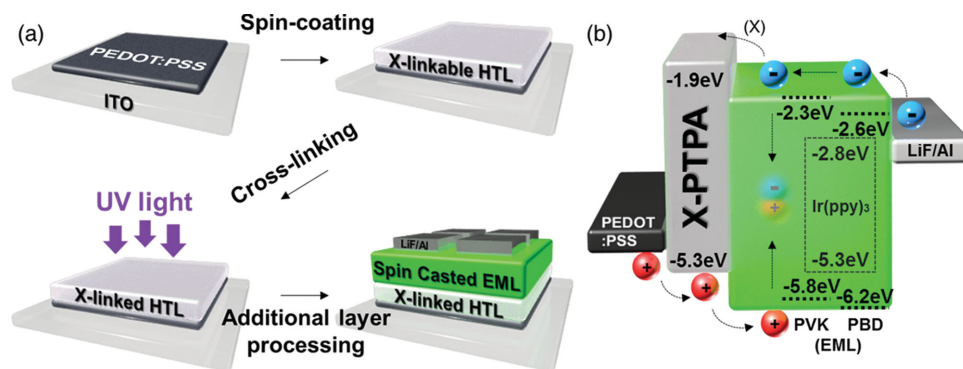 (a)
Spin-coating
PEDOT:PSS
ITO
X-linkable HTL
Cross-linking
UV light
X-linked HTL
Additional layer
processing
LiF/Al
Spin Casted EML
X-linked HTL
(b)
(X)
-1.9eV
X-PTPA
-5.3eV
PEDOT
:PSS
-
-
-
-2.3eV
-2.6eV
LiF/Al
-2.8eV
-
+
Ir(ppy)₃
-5.3eV
-5.8eV
-6.2eV
+
+
+
PVK PBD
(EML)